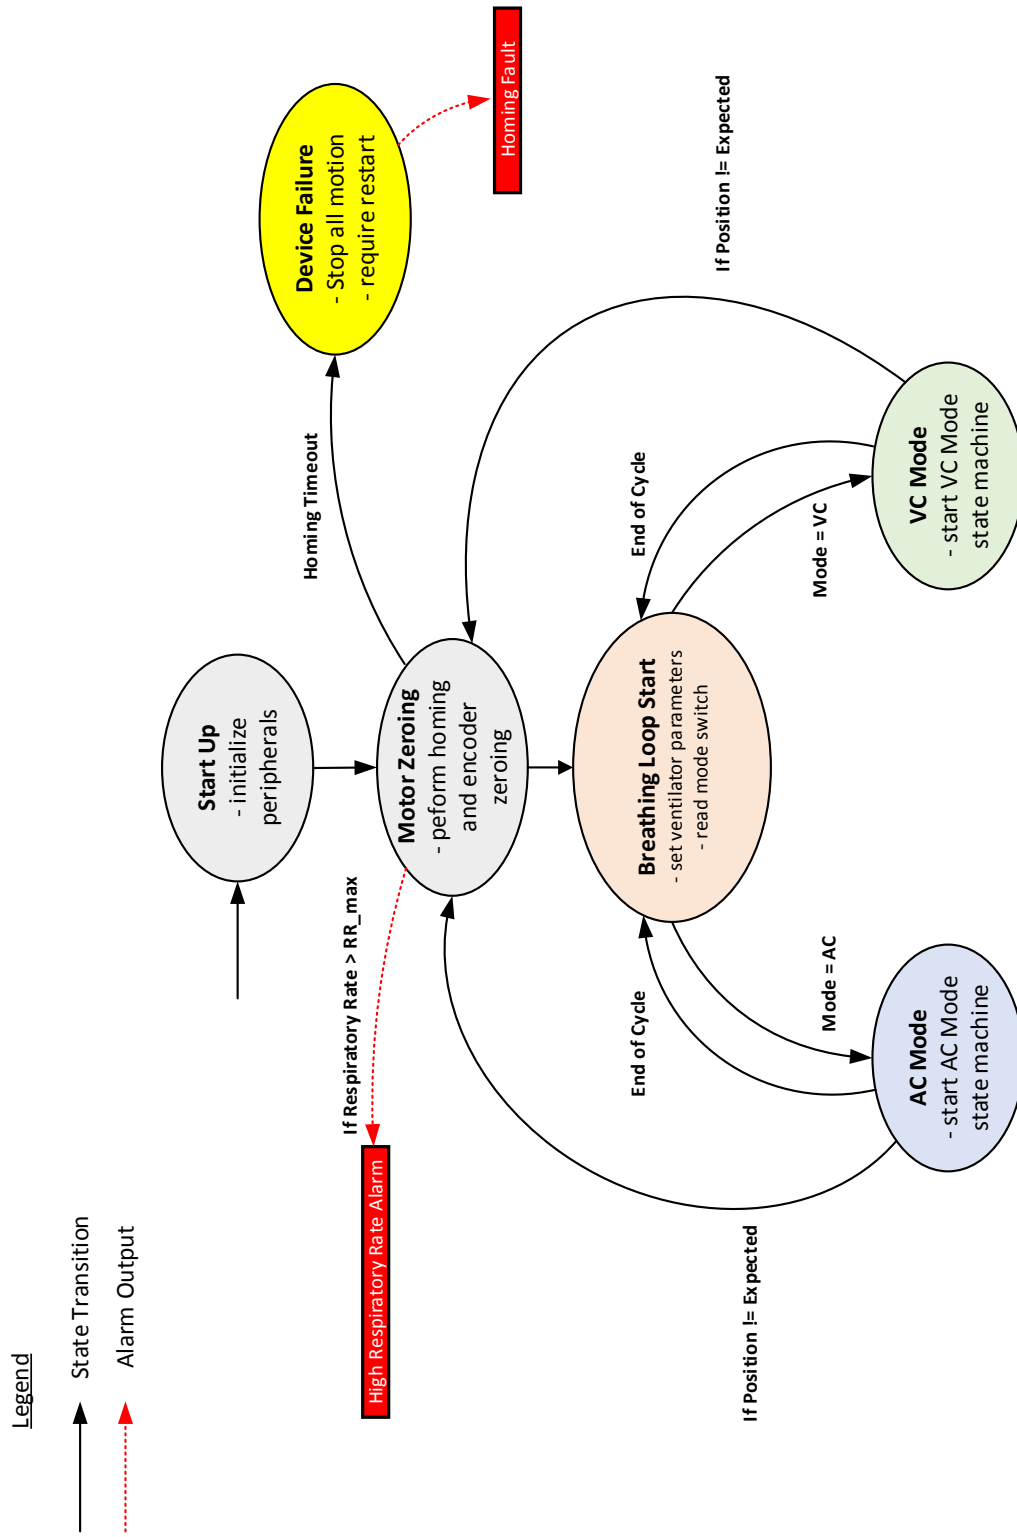 Legend
State Transition
Alarm Output
Start Up
- initialize
peripherals
Homing Timeout
Device Failure
- Stop all motion
- require restart
Homing Fault
If Respiratory Rate > RR_max
High Respiratory Rate Alarm
Motor Zeroing
- peform homing
and encoder
zeroing
If Position != Expected
If Position != Expected
End of Cycle
End of Cycle
Breathing Loop Start
- set ventilator parameters
- read mode switch
Mode = AC
Mode = VC
AC Mode
- start AC Mode
state machine
VC Mode
- start VC Mode
state machine